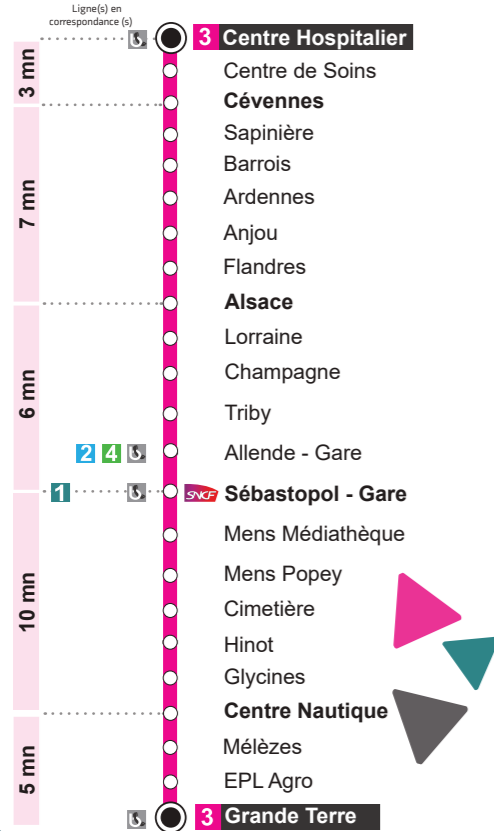 Ligne(s) en
correspondance (s)
3 Centre Hospitalier
Centre de Soins
3 mn
Cévennes
Sapinière
Barrois
7 mn
Ardennes
Anjou
Flandres
Alsace
Lorraine
Champagne
6 mn
Triby
2 4 Allende - Gare
1 SNCF Sébastopol - Gare
Mens Médiathèque
Mens Popey
10 mn
Cimetière
Hinot
Glycines
Centre Nautique
Mélèzes
5 mn
EPL Agro
3 Grande Terre